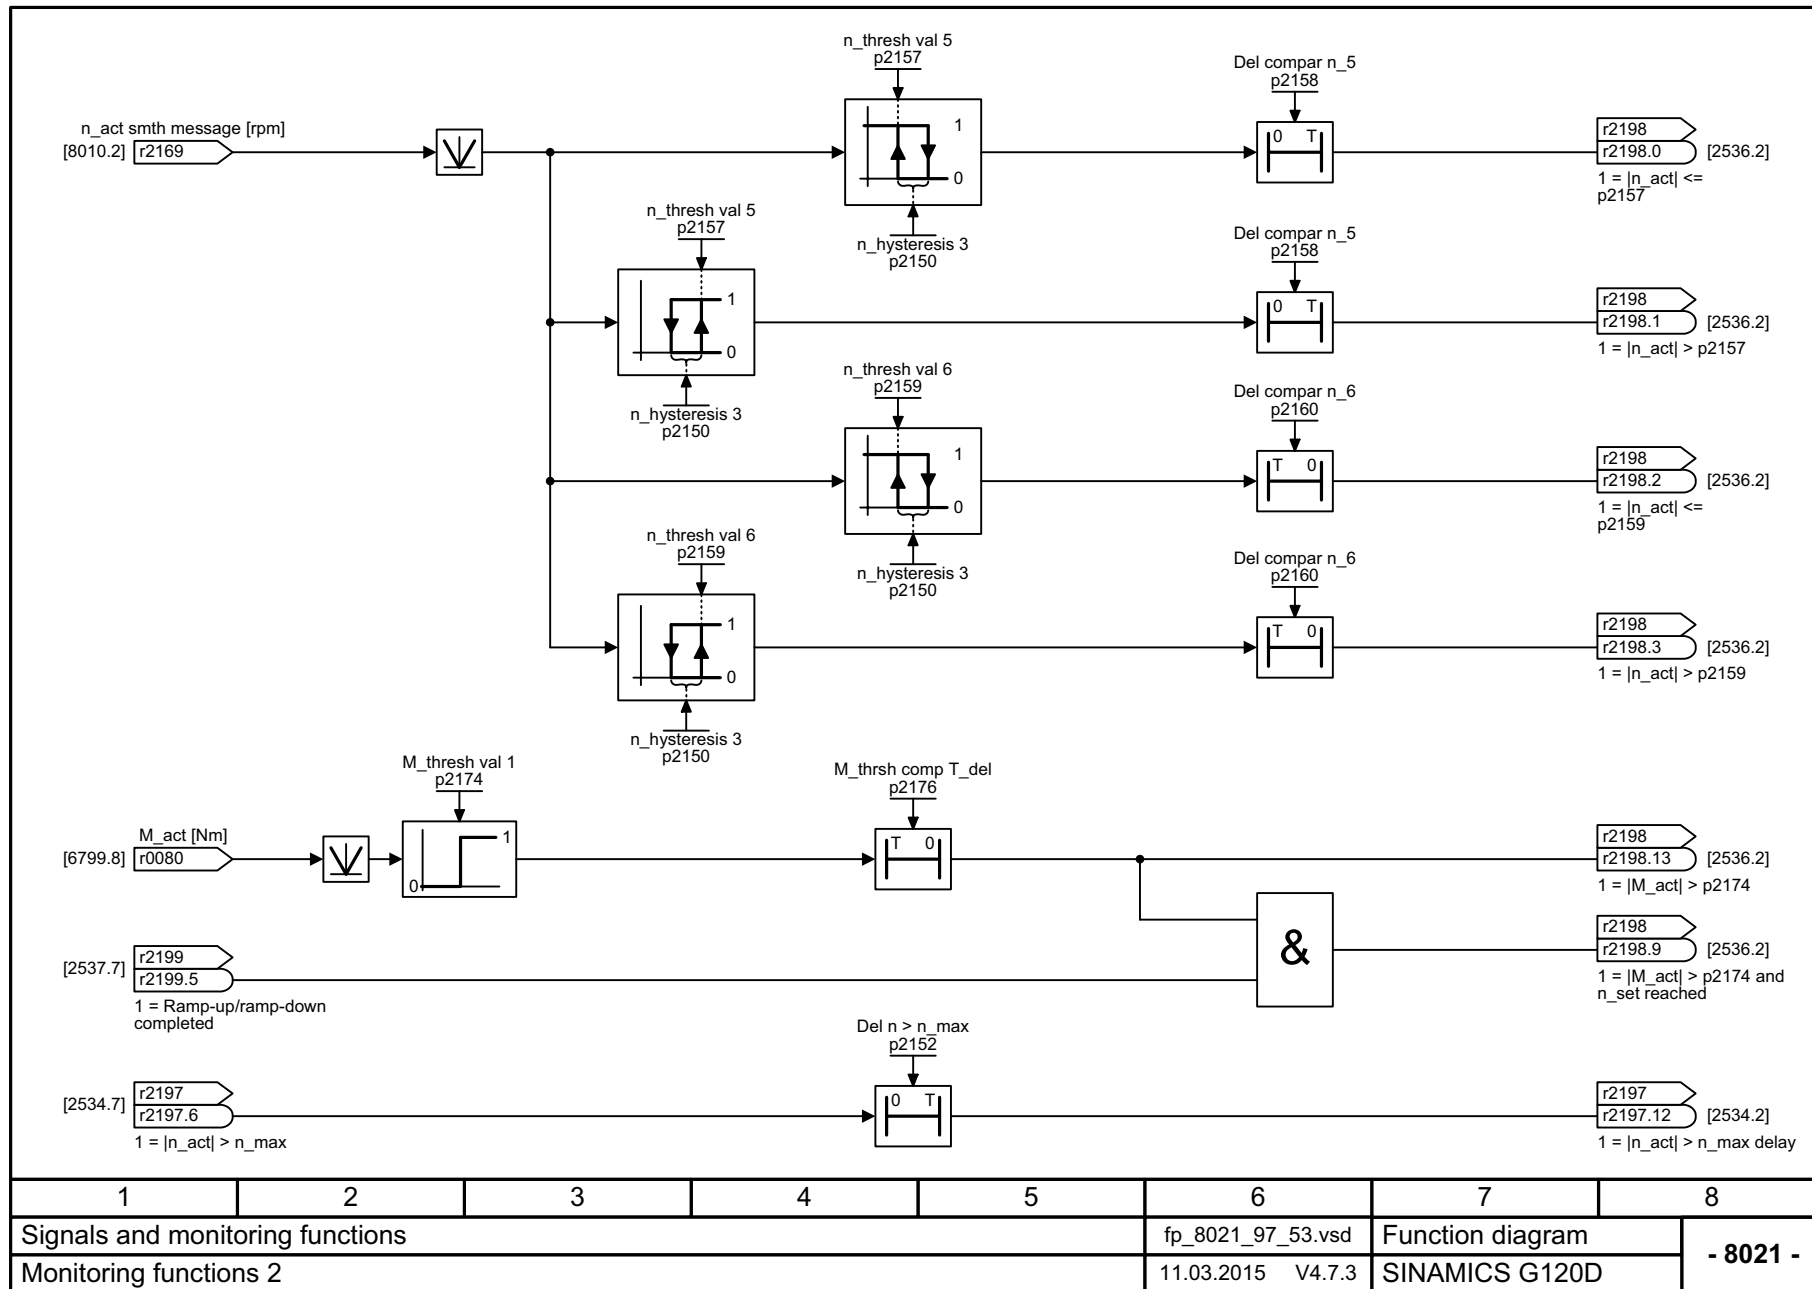 n_thresh val 5
p2157
Del compar n_5
p2158
n_act smth message [rpm]
[8010.2] r2169
1
0
0 T
r2198
r2198.0 [2536.2]
1 = |n_act| <=
p2157
n_hysteresis 3
p2150
n_thresh val 5
p2157
Del compar n_5
p2158
1
0
0 T
r2198
r2198.1 [2536.2]
1 = |n_act| > p2157
n_hysteresis 3
p2150
n_thresh val 6
p2159
Del compar n_6
p2160
1
0
T 0
r2198
r2198.2 [2536.2]
1 = |n_act| <=
p2159
n_hysteresis 3
p2150
n_thresh val 6
p2159
Del compar n_6
p2160
1
0
T 0
r2198
r2198.3 [2536.2]
1 = |n_act| > p2159
n_hysteresis 3
p2150
M_thresh val 1
p2174
M_thrsh comp T_del
p2176
M_act [Nm]
[6799.8] r0080
1
0
T 0
r2198
r2198.13 [2536.2]
1 = |M_act| > p2174
&
r2198
r2198.9 [2536.2]
1 = |M_act| > p2174 and
n_set reached
r2199
[2537.7] r2199.5
1 = Ramp-up/ramp-down
completed
Del n > n_max
p2152
r2197
[2534.7] r2197.6
1 = |n_act| > n_max
0 T
r2197
r2197.12 [2534.2]
1 = |n_act| > n_max delay
1 2 3 4 5 6 7 8
Signals and monitoring functions fp_8021_97_53.vsd Function diagram
- 8021 -
Monitoring functions 2 11.03.2015 V4.7.3 SINAMICS G120D